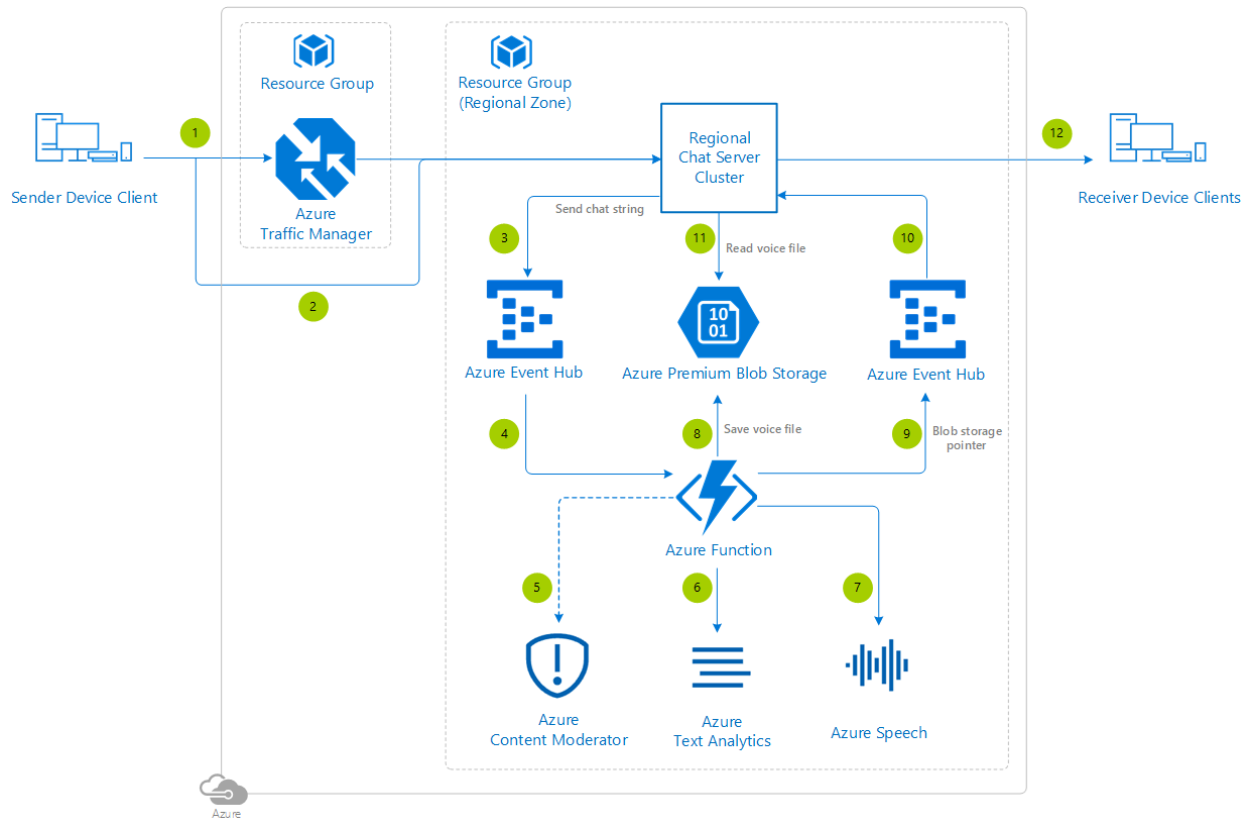 Resource Group
Resource Group
(Regional Zone)
1
Sender Device Client
Azure
Traffic Manager
2
Regional
Chat Server
Cluster
12
Receiver Device Clients
Send chat string
3
11
Read voice file
10
10
01
Azure Event Hub
Azure Premium Blob Storage
Azure Event Hub
4
8
Save voice file
9
Blob storage
pointer
Azure Function
5
6
7
Azure
Content Moderator
Azure
Text Analytics
Azure Speech
Azure